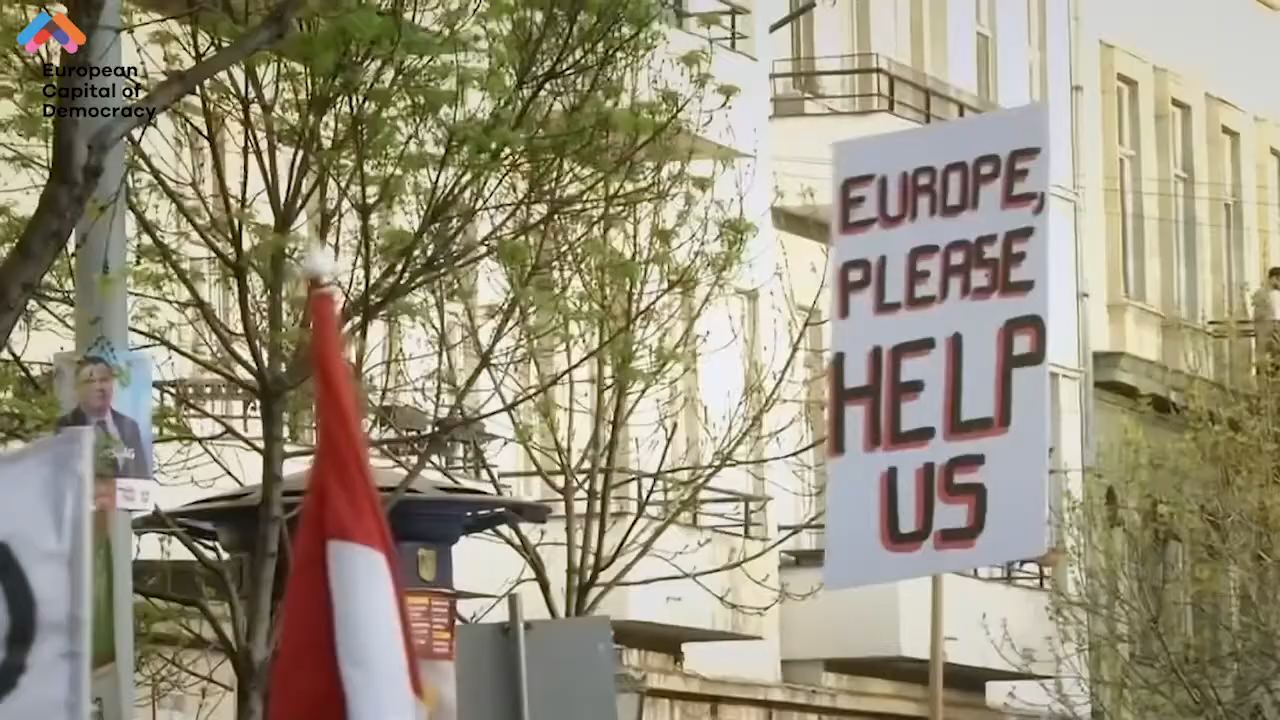 European
Capital of
Democracy
EUROPE,
PLEASE
HELP
US